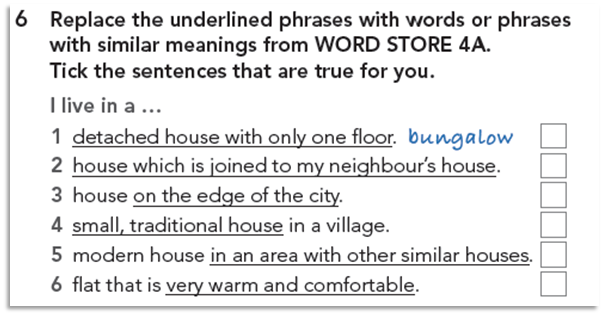 6 Replace the underlined phrases with words or phrases
with similar meanings from WORD STORE 4A.
Tick the sentences that are true for you.
I live in a …
1 detached house with only one floor. bungalow
2 house which is joined to my neighbour's house.
3 house on the edge of the city.
4 small, traditional house in a village.
5 modern house in an area with other similar houses.
6 flat that is very warm and comfortable.